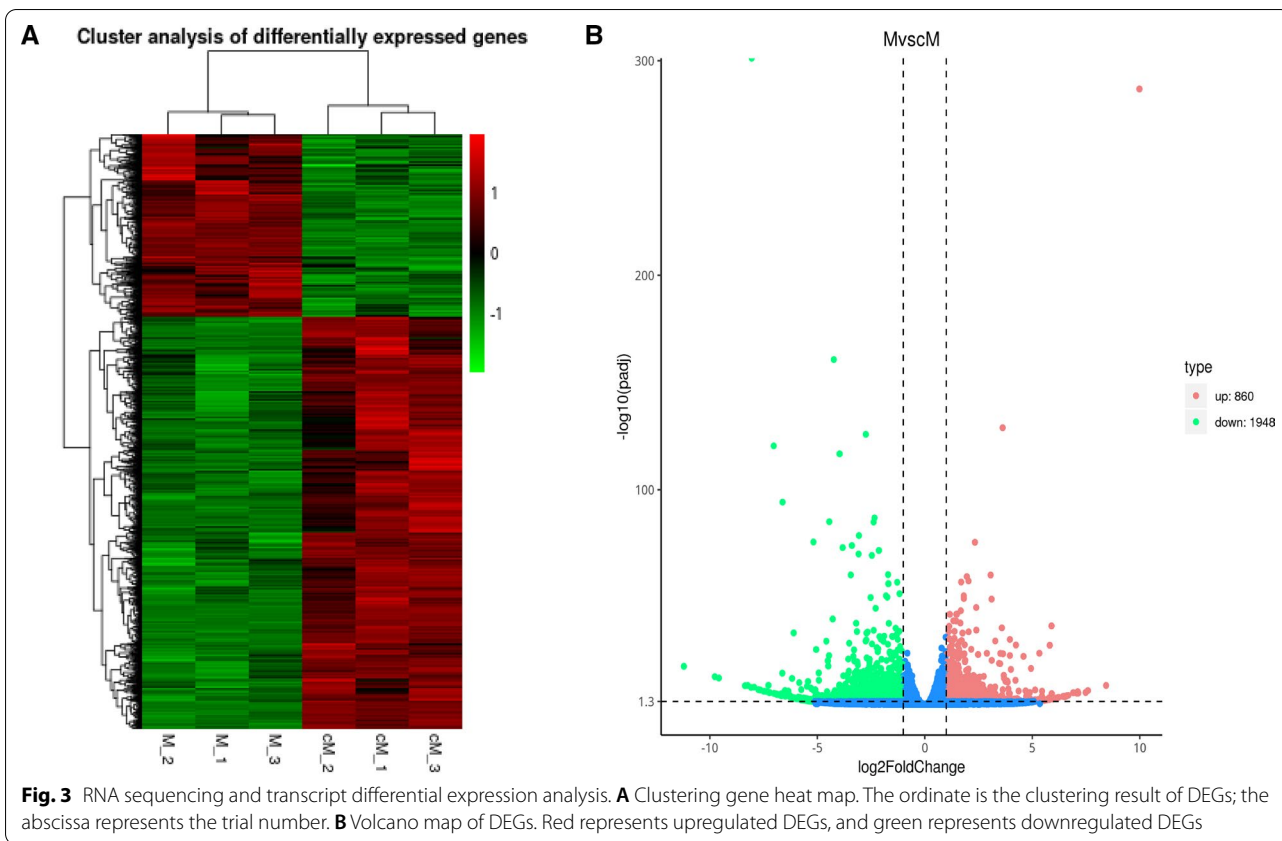 A
Cluster analysis of differentially expressed genes
1
0
-1
M_2
M_1
M_3
cM_2
cM_1
cM_3
B
MvscM
300
200
100
1.3
-log10(padj)
-10
-5
0
5
10
log2FoldChange
type
up: 860
down: 1948
Fig. 3 RNA sequencing and transcript differential expression analysis. A Clustering gene heat map. The ordinate is the clustering result of DEGs; the
abscissa represents the trial number. B Volcano map of DEGs. Red represents upregulated DEGs, and green represents downregulated DEGs